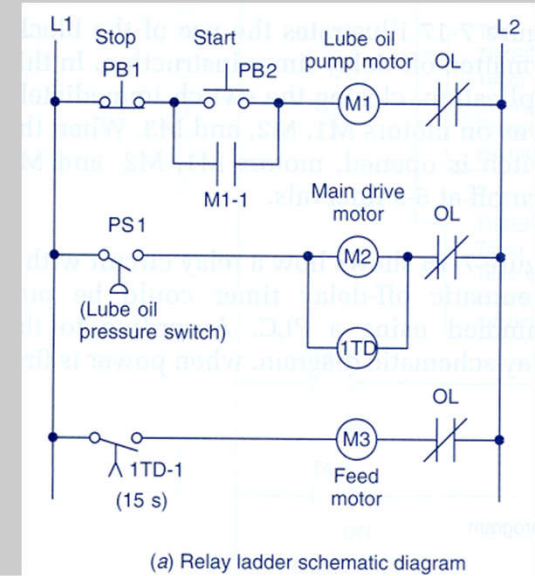 L1
L2
Stop
Start
Lube oil
pump motor
OL
PB1
PB2
M1
M1-1
Main drive
motor
OL
PS1
M2
(Lube oil
pressure switch)
1TD
OL
M3
1TD-1
(15 s)
Feed
motor
(a) Relay ladder schematic diagram